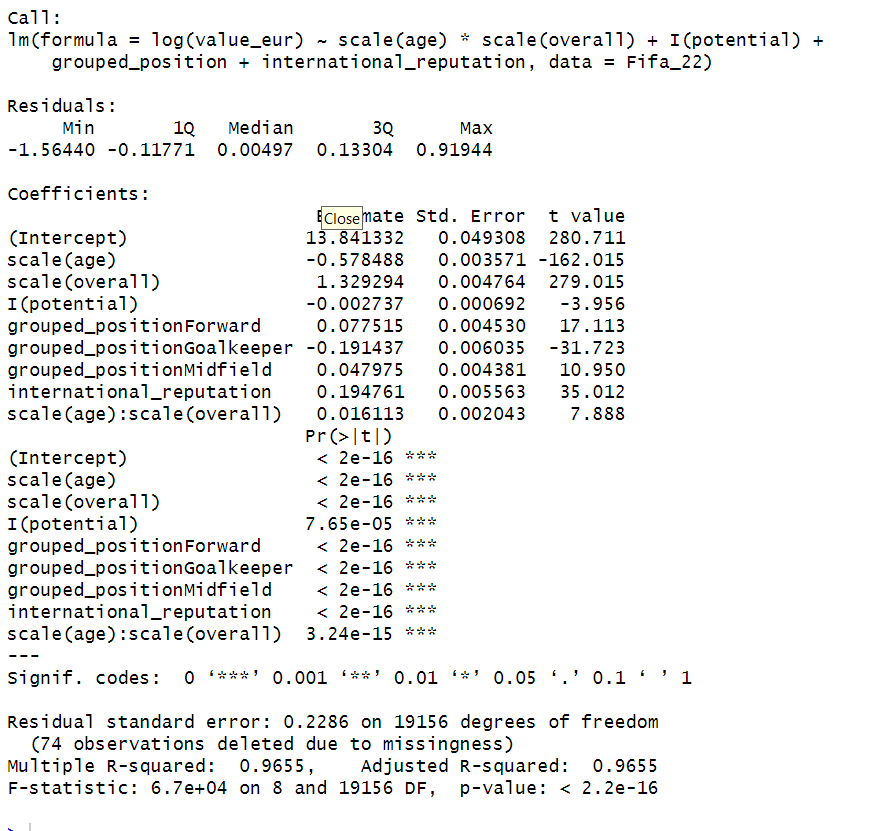 Call:
lm(formula = log(value_eur) ~ scale(age) * scale(overall) + I(potential) +
    grouped_position + international_reputation, data = Fifa_22)

Residuals:
     Min       1Q   Median       3Q      Max
-1.56440 -0.11771  0.00497  0.13304  0.91944

Coefficients:
                            E Close mate Std. Error  t value
(Intercept)                13.841332   0.049308  280.711
scale(age)                 -0.578488   0.003571 -162.015
scale(overall)              1.329294   0.004764  279.015
I(potential)               -0.002737   0.000692   -3.956
grouped_positionForward     0.077515   0.004530   17.113
grouped_positionGoalkeeper -0.191437   0.006035  -31.723
grouped_positionMidfield    0.047975   0.004381   10.950
international_reputation    0.194761   0.005563   35.012
scale(age):scale(overall)   0.016113   0.002043    7.888
                           Pr(>|t|)
(Intercept)                 < 2e-16 ***
scale(age)                  < 2e-16 ***
scale(overall)              < 2e-16 ***
I(potential)               7.65e-05 ***
grouped_positionForward     < 2e-16 ***
grouped_positionGoalkeeper  < 2e-16 ***
grouped_positionMidfield    < 2e-16 ***
international_reputation    < 2e-16 ***
scale(age):scale(overall)  3.24e-15 ***
---
Signif. codes:  0 ‘***’ 0.001 ‘**’ 0.01 ‘*’ 0.05 ‘.’ 0.1 ‘ ’ 1

Residual standard error: 0.2286 on 19156 degrees of freedom
  (74 observations deleted due to missingness)
Multiple R-squared:  0.9655,    Adjusted R-squared:  0.9655
F-statistic: 6.7e+04 on 8 and 19156 DF,  p-value: < 2.2e-16